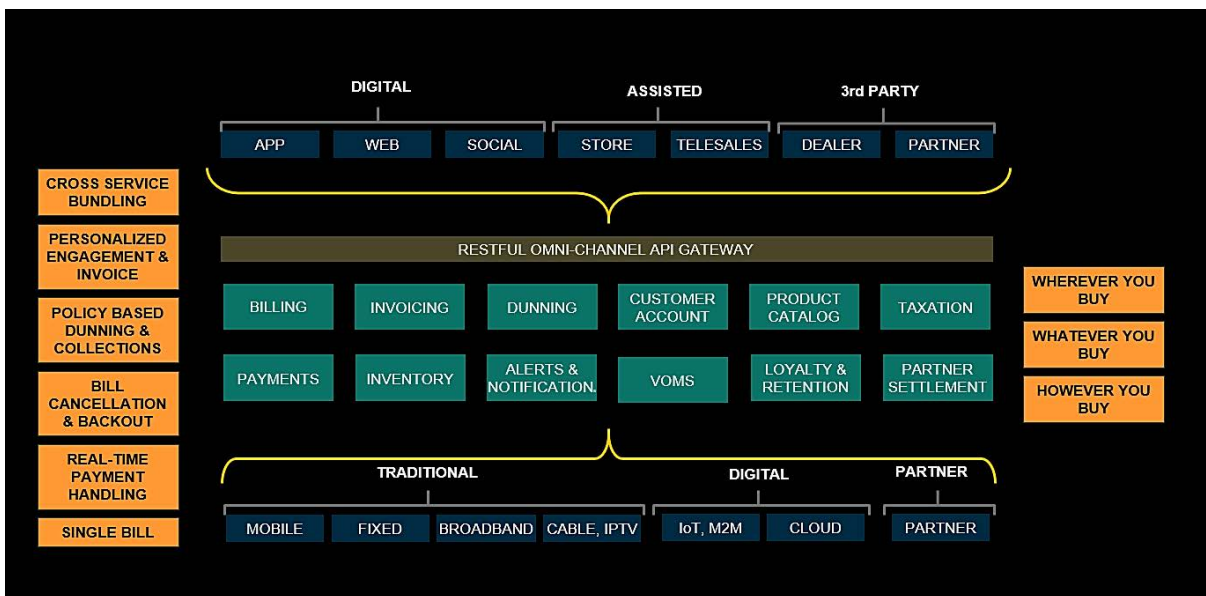 DIGITAL
ASSISTED
3rd PARTY
APP
WEB
SOCIAL
STORE
TELESALES
DEALER
PARTNER
CROSS SERVICE
BUNDLING
PERSONALIZED
ENGAGEMENT &
INVOICE
POLICY BASED
DUNNING &
COLLECTIONS
BILL
CANCELLATION
& BACKOUT
REAL-TIME
PAYMENT
HANDLING
SINGLE BILL
RESTFUL OMNI-CHANNEL API GATEWAY
BILLING
INVOICING
DUNNING
CUSTOMER
ACCOUNT
PRODUCT
CATALOG
TAXATION
PAYMENTS
INVENTORY
ALERTS &
NOTIFICATION.
VOMS
LOYALTY &
RETENTION
PARTNER
SETTLEMENT
WHEREVER YOU
BUY
WHATEVER YOU
BUY
HOWEVER YOU
BUY
TRADITIONAL
DIGITAL
PARTNER
MOBILE
FIXED
BROADBAND
CABLE, IPTV
IoT, M2M
CLOUD
PARTNER